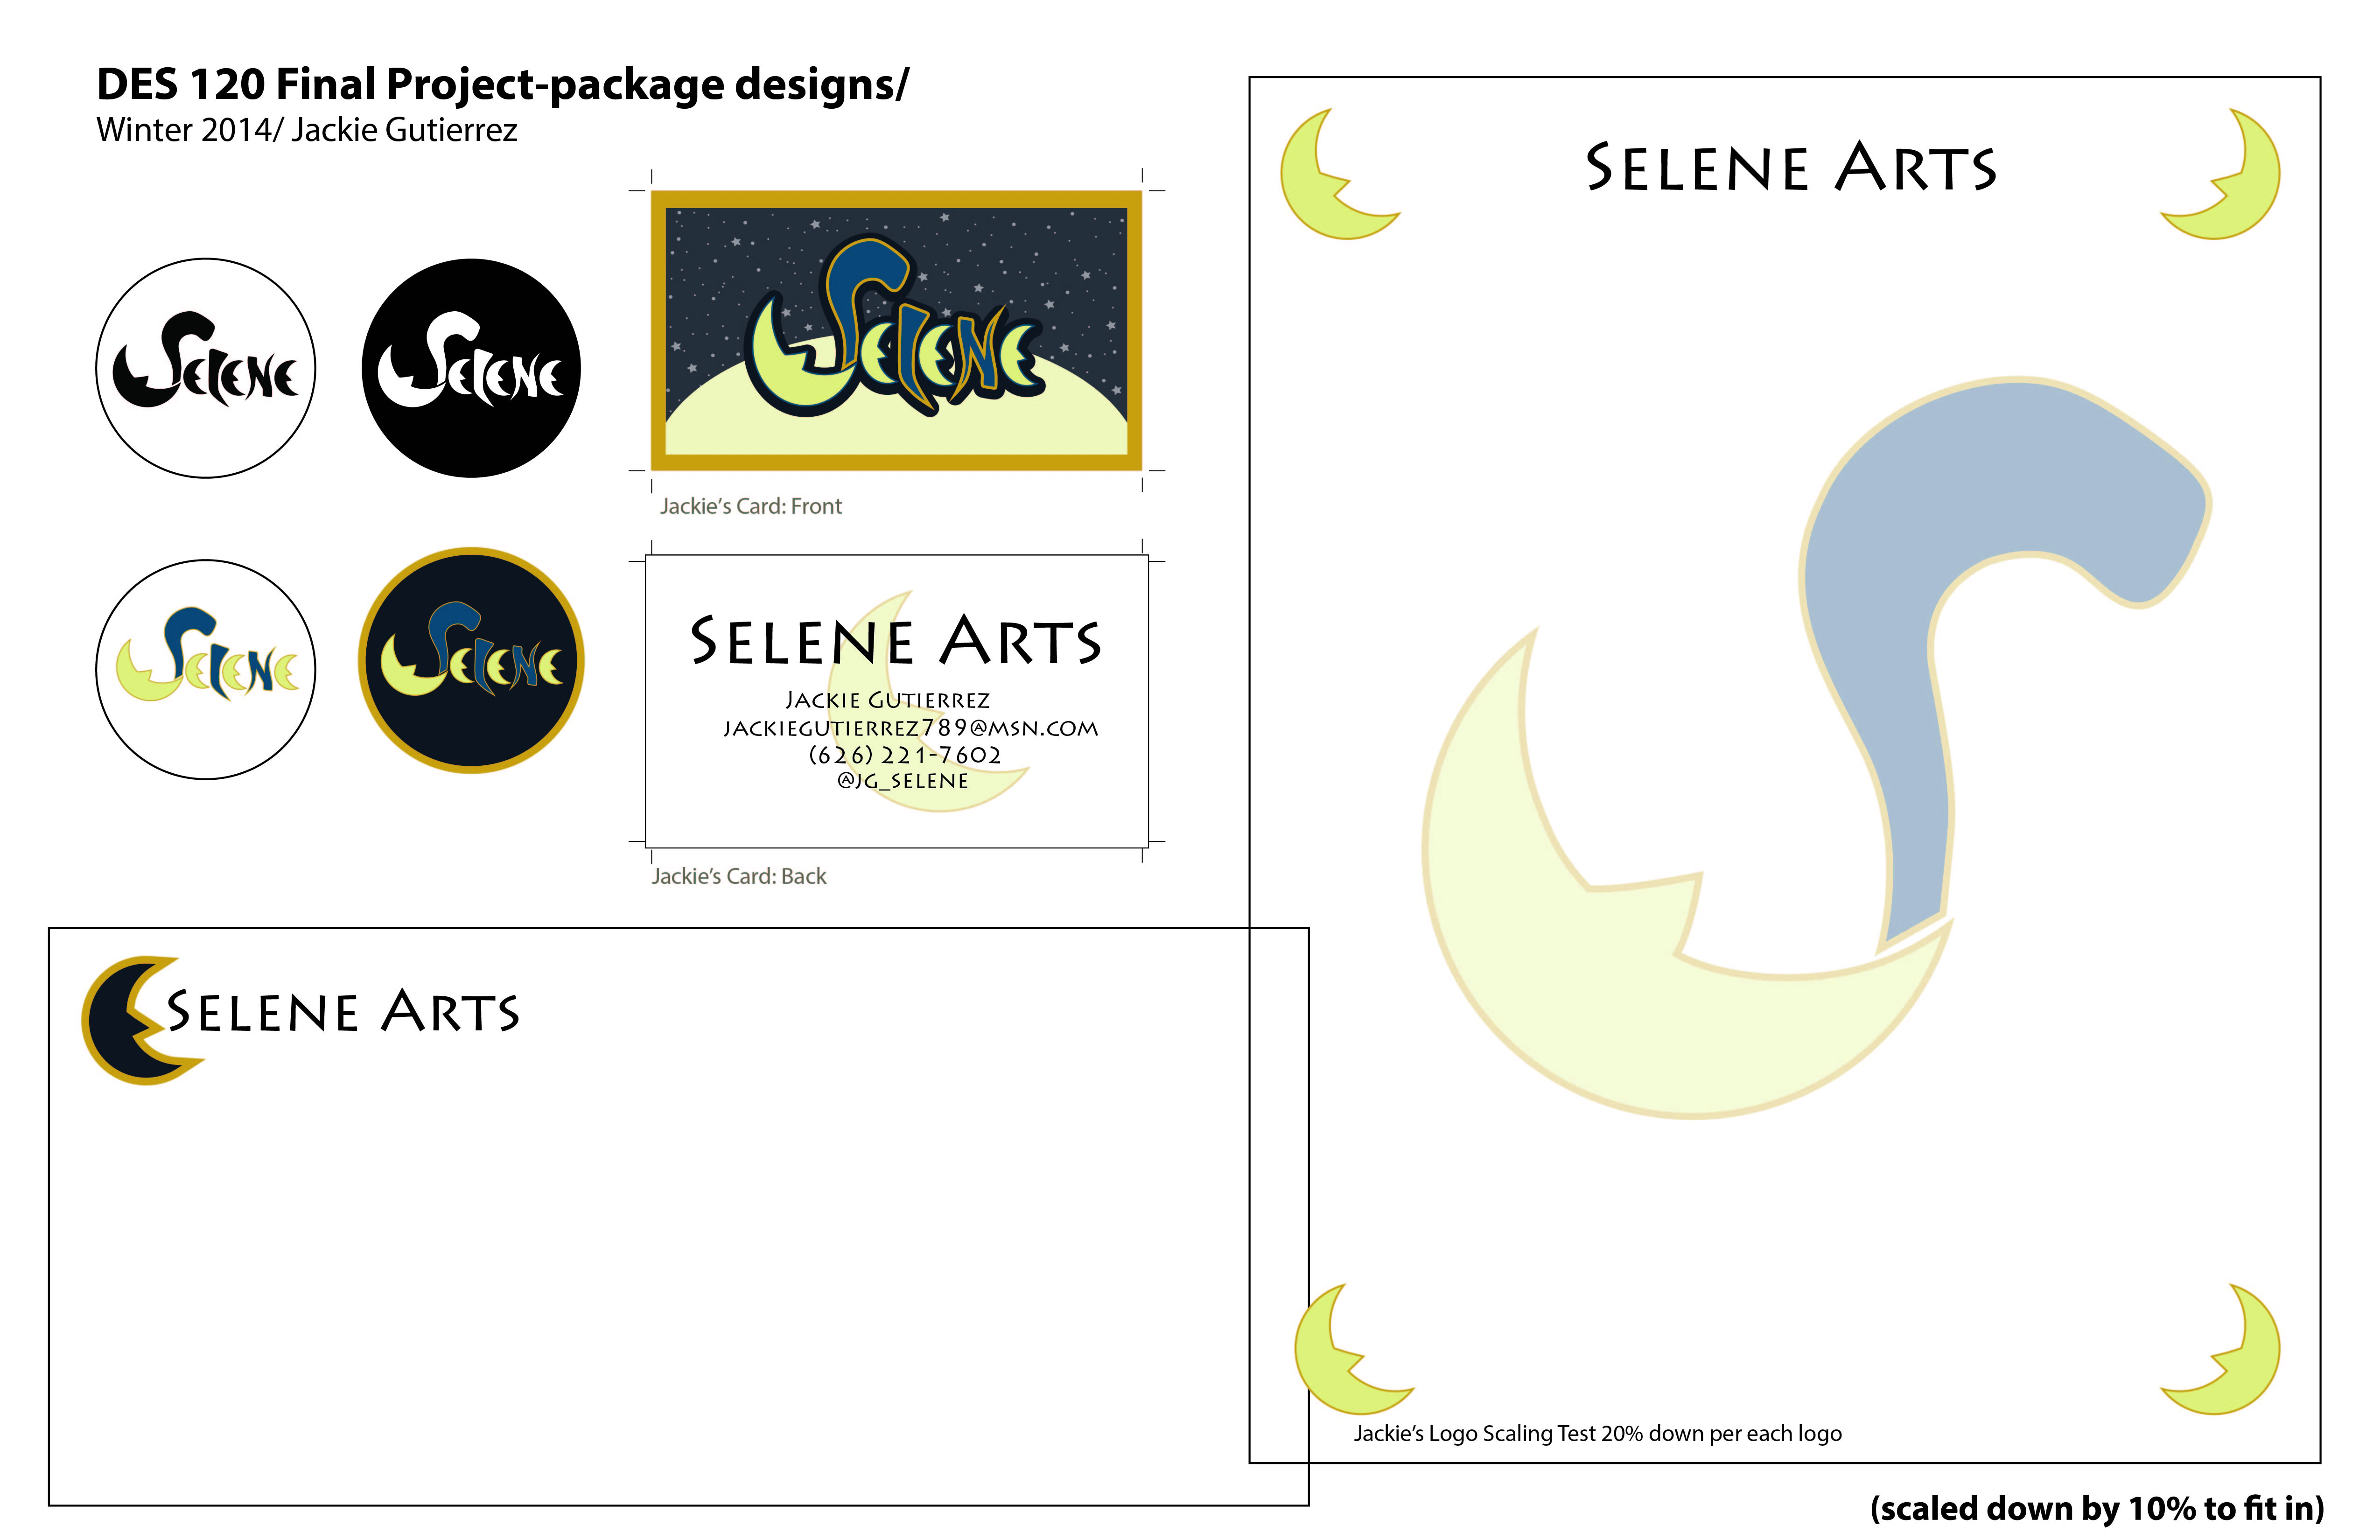 DES 120 Final Project-package designs/
Winter 2014/ Jackie Gutierrez
Selene
Selene
Selene
Selene
Selene
Jackie's Card: Front
Selene Arts
Jackie Gutierrez
jackiegutierrez789@msn.com
(626) 221-7602
@jg_selene
Jackie's Card: Back
Selene Arts
Selene Arts
Jackie's Logo Scaling Test 20% down per each logo
(scaled down by 10% to fit in)